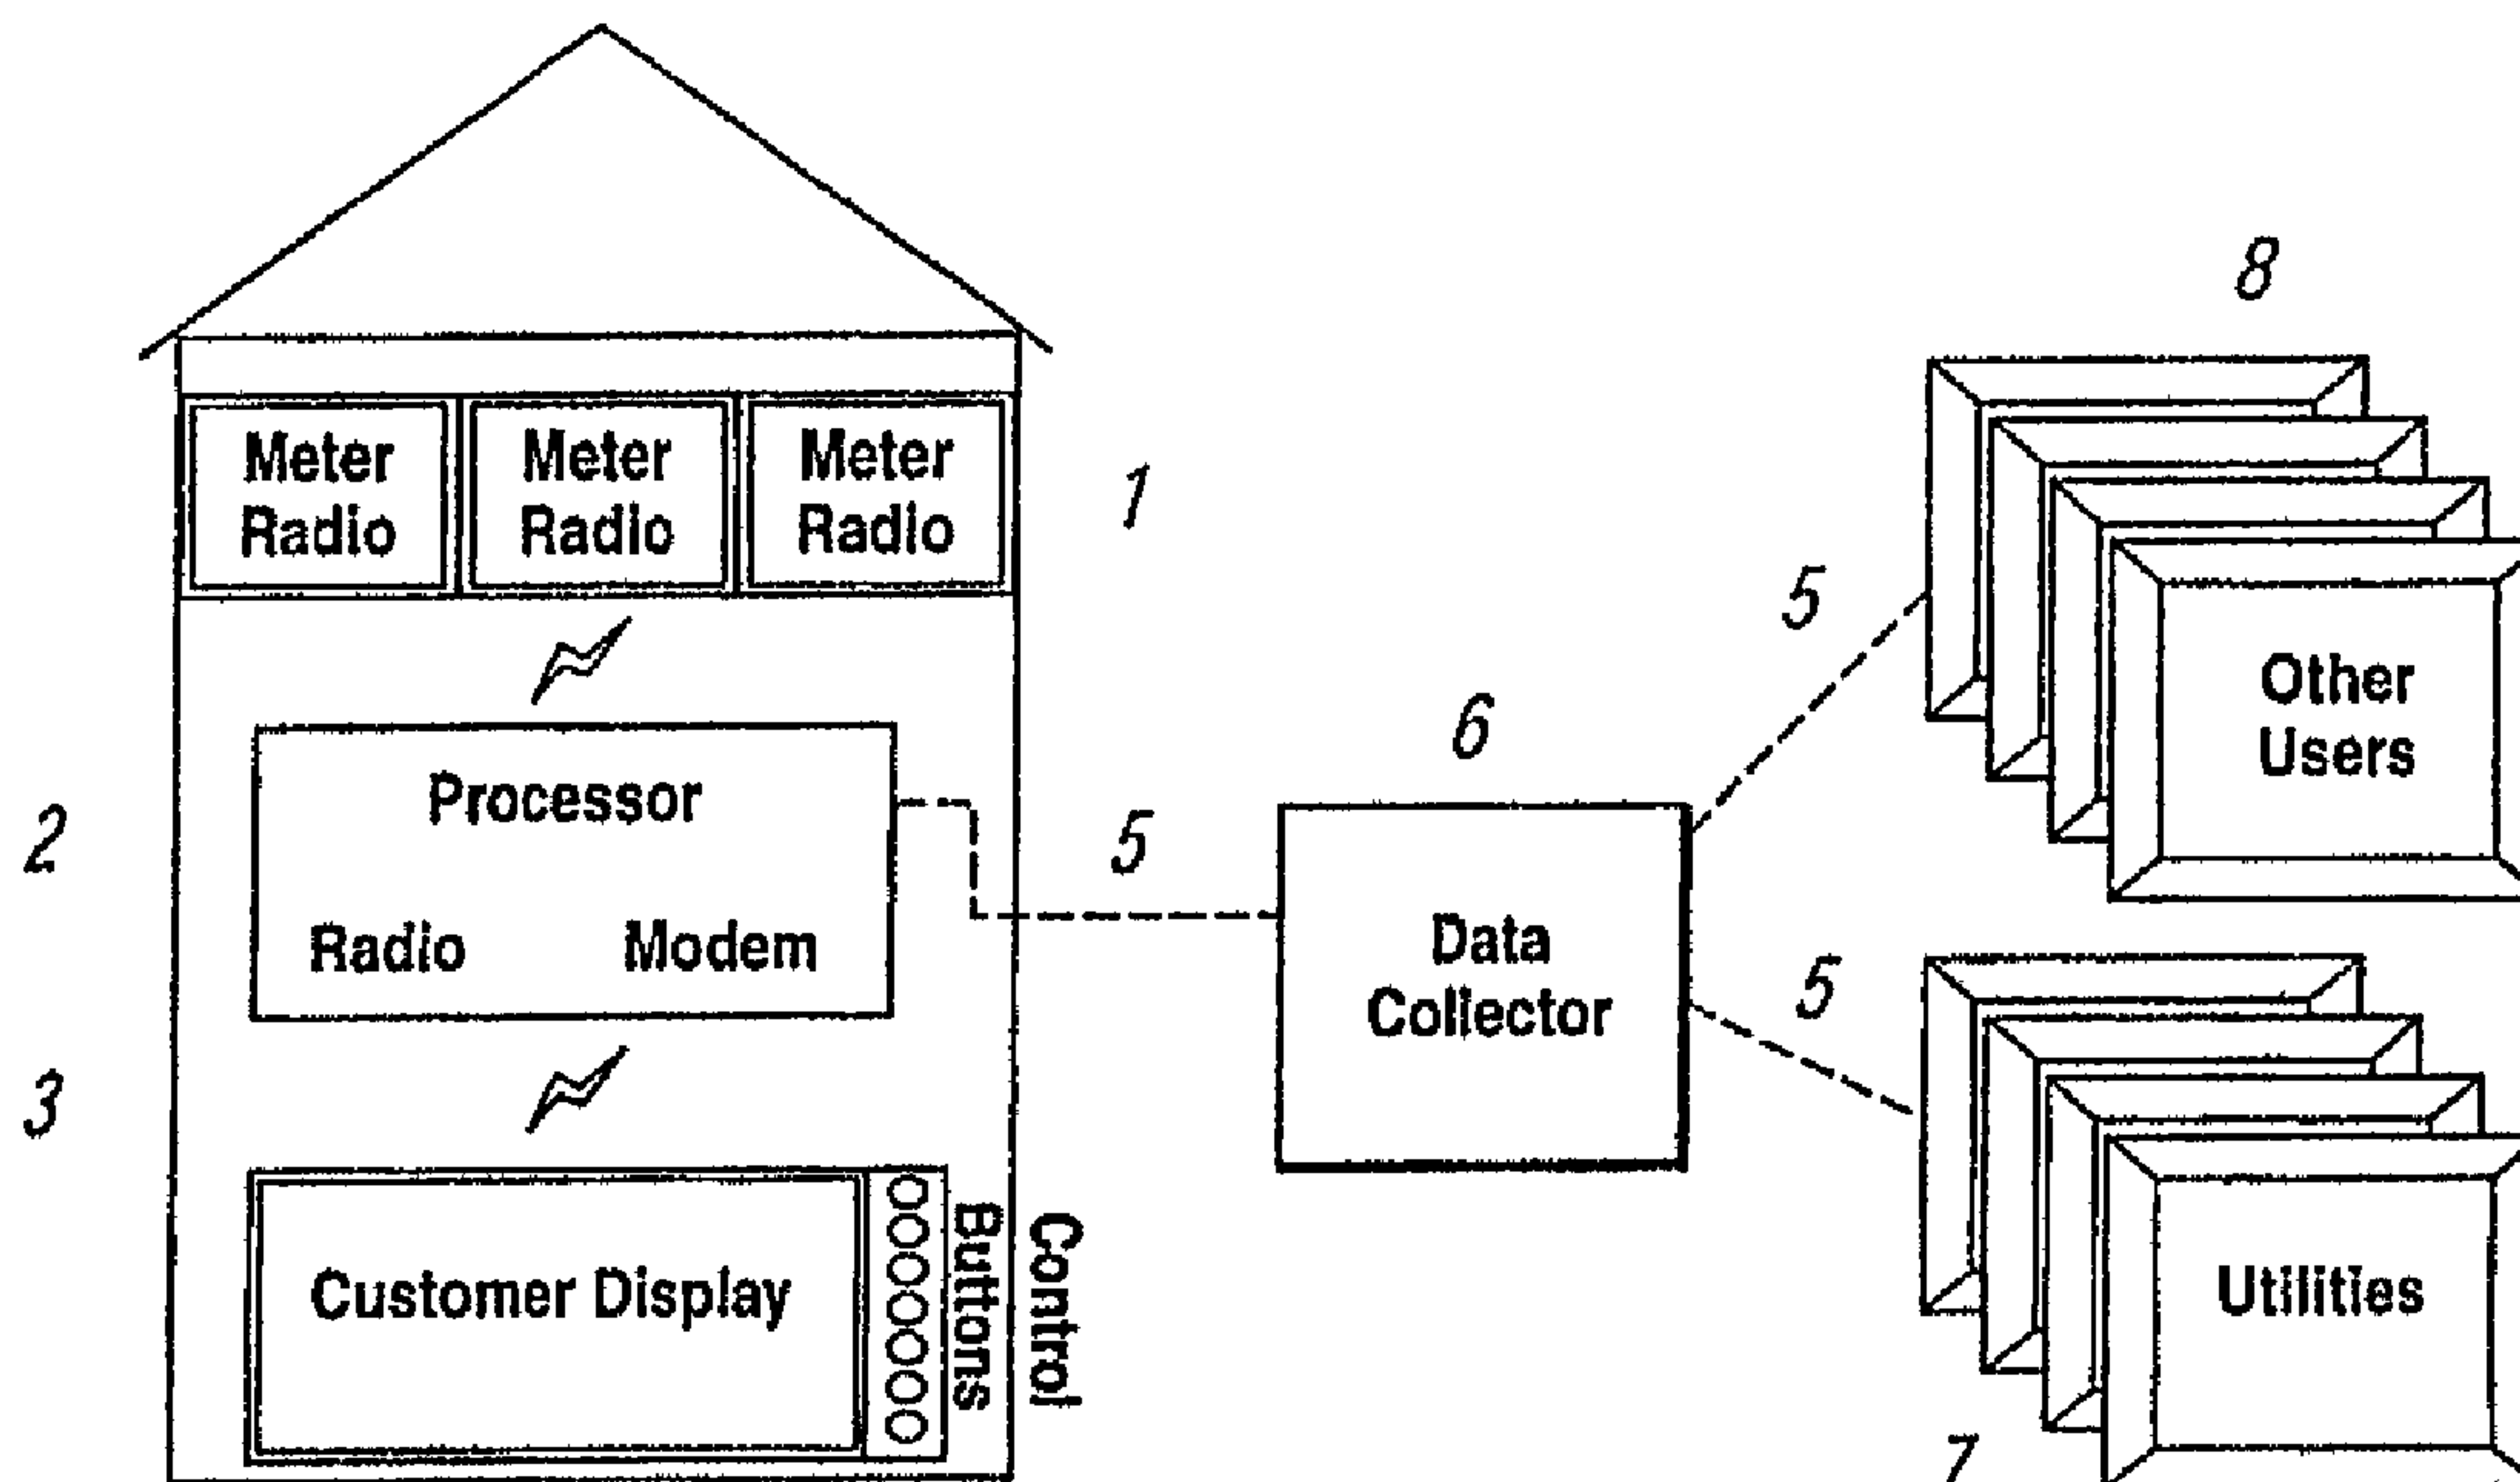 8
Meter
Radio
Meter
Radio
Meter
Radio
1
5
Other
Users
6
2
Processor
Radio Modem
5
Data
Collector
5
3
Customer Display
Control
Buttons
Utilities
7